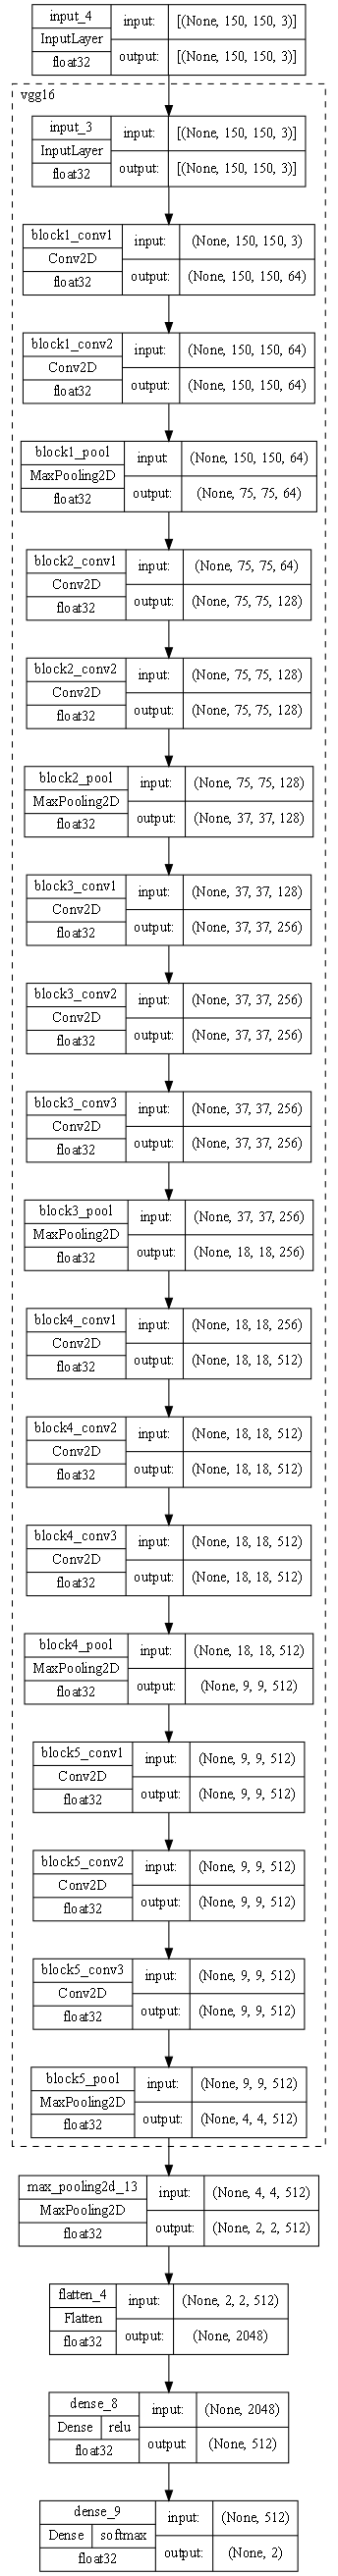 input_4
InputLayer
float32
input:
[(None, 150, 150, 3)]
output:
[(None, 150, 150, 3)]
vgg16
input_3
InputLayer
float32
input:
[(None, 150, 150, 3)]
output:
[(None, 150, 150, 3)]
block1_conv1
Conv2D
float32
input:
(None, 150, 150, 3)
output:
(None, 150, 150, 64)
block1_conv2
Conv2D
float32
input:
(None, 150, 150, 64)
output:
(None, 150, 150, 64)
block1_pool
MaxPooling2D
float32
input:
(None, 150, 150, 64)
output:
(None, 75, 75, 64)
block2_conv1
Conv2D
float32
input:
(None, 75, 75, 64)
output:
(None, 75, 75, 128)
block2_conv2
Conv2D
float32
input:
(None, 75, 75, 128)
output:
(None, 75, 75, 128)
block2_pool
MaxPooling2D
float32
input:
(None, 75, 75, 128)
output:
(None, 37, 37, 128)
block3_conv1
Conv2D
float32
input:
(None, 37, 37, 128)
output:
(None, 37, 37, 256)
block3_conv2
Conv2D
float32
input:
(None, 37, 37, 256)
output:
(None, 37, 37, 256)
block3_conv3
Conv2D
float32
input:
(None, 37, 37, 256)
output:
(None, 37, 37, 256)
block3_pool
MaxPooling2D
float32
input:
(None, 37, 37, 256)
output:
(None, 18, 18, 256)
block4_conv1
Conv2D
float32
input:
(None, 18, 18, 256)
output:
(None, 18, 18, 512)
block4_conv2
Conv2D
float32
input:
(None, 18, 18, 512)
output:
(None, 18, 18, 512)
block4_conv3
Conv2D
float32
input:
(None, 18, 18, 512)
output:
(None, 18, 18, 512)
block4_pool
MaxPooling2D
float32
input:
(None, 18, 18, 512)
output:
(None, 9, 9, 512)
block5_conv1
Conv2D
float32
input:
(None, 9, 9, 512)
output:
(None, 9, 9, 512)
block5_conv2
Conv2D
float32
input:
(None, 9, 9, 512)
output:
(None, 9, 9, 512)
block5_conv3
Conv2D
float32
input:
(None, 9, 9, 512)
output:
(None, 9, 9, 512)
block5_pool
MaxPooling2D
float32
input:
(None, 9, 9, 512)
output:
(None, 4, 4, 512)
max_pooling2d_13
MaxPooling2D
float32
input:
(None, 4, 4, 512)
output:
(None, 2, 2, 512)
flatten_4
Flatten
float32
input:
(None, 2, 2, 512)
output:
(None, 2048)
dense_8
Dense relu
float32
input:
(None, 2048)
output:
(None, 512)
dense_9
Dense softmax
float32
input:
(None, 512)
output:
(None, 2)